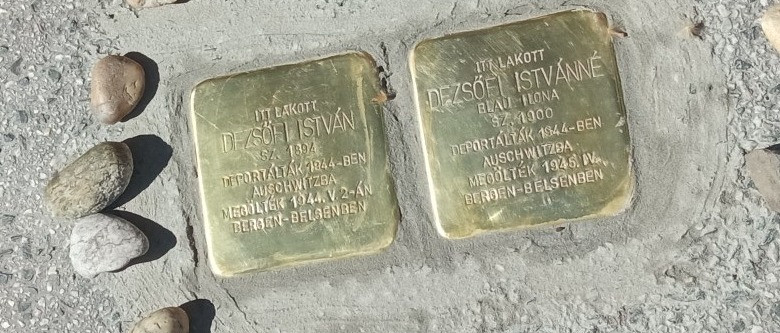 ITT LAKOTT
DEZSŐFI ISTVÁN
SZ. 1894
DEPORTÁLTÁK 1944-BEN
AUSCHWITZBA
MEGÖLTÉK 1944. V. 2-ÁN
BERGEN-BELSENBEN
ITT LAKOTT
DEZSŐFI ISTVÁNNÉ
BLAU ILONA
SZ. 1900
DEPORTÁLTÁK 1944-BEN
AUSCHWITZBA
MEGÖLTÉK 1945. IV.
BERGEN-BELSENBEN